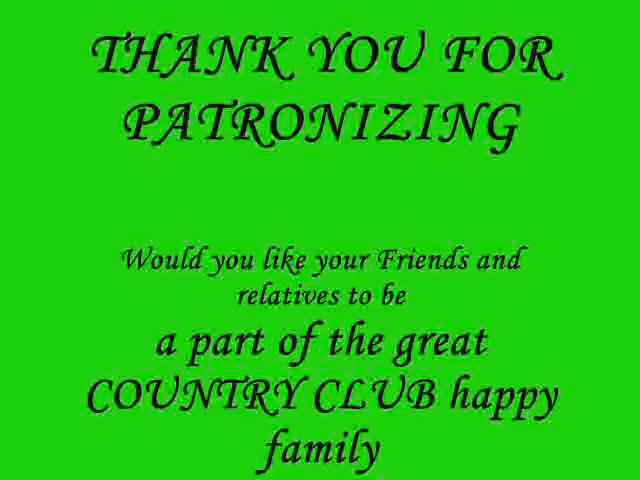 THANK YOU FOR
PATRONIZING
Would you like your Friends and
relatives to be
a part of the great
COUNTRY CLUB happy
family